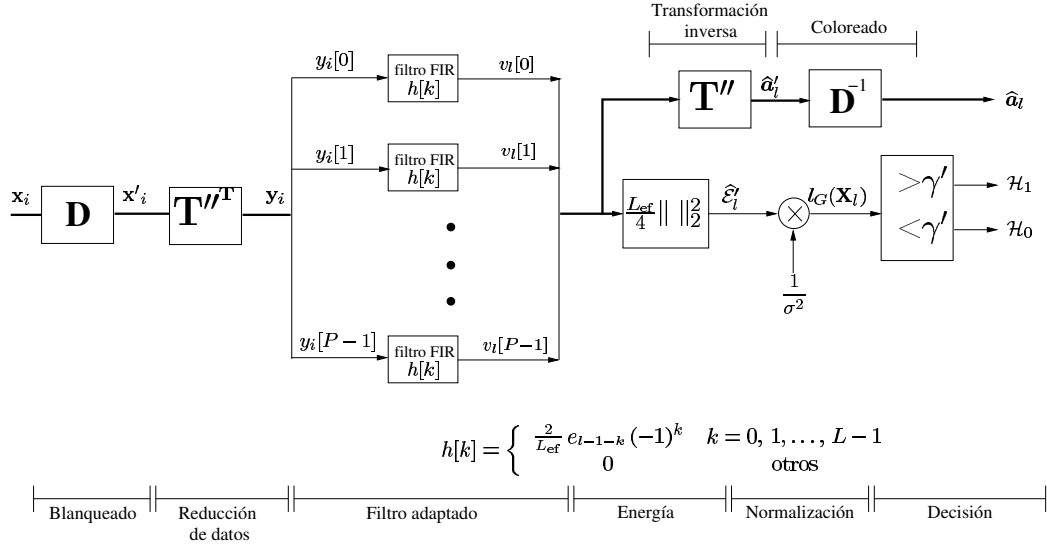 Transformación
inversa
Coloreado
y_i[0]
filtro FIR
h[k]
v_l[0]
T''
â'_l
D^{-1}
â_l
y_i[1]
filtro FIR
h[k]
v_l[1]
x_i
D
x'_i
T''^T
y_i
L_ef/4 || ||_2^2
Ɛ̂'_l
×
l_G(X_l)
>γ'
<γ'
ℋ_1
ℋ_0
1/σ^2
y_i[P−1]
filtro FIR
h[k]
v_l[P−1]
h[k] = { 2/L_ef e_{l−1−k} (−1)^k k = 0, 1, ..., L − 1
0 otros
Blanqueado
Reducción
de datos
Filtro adaptado
Energía
Normalización
Decisión